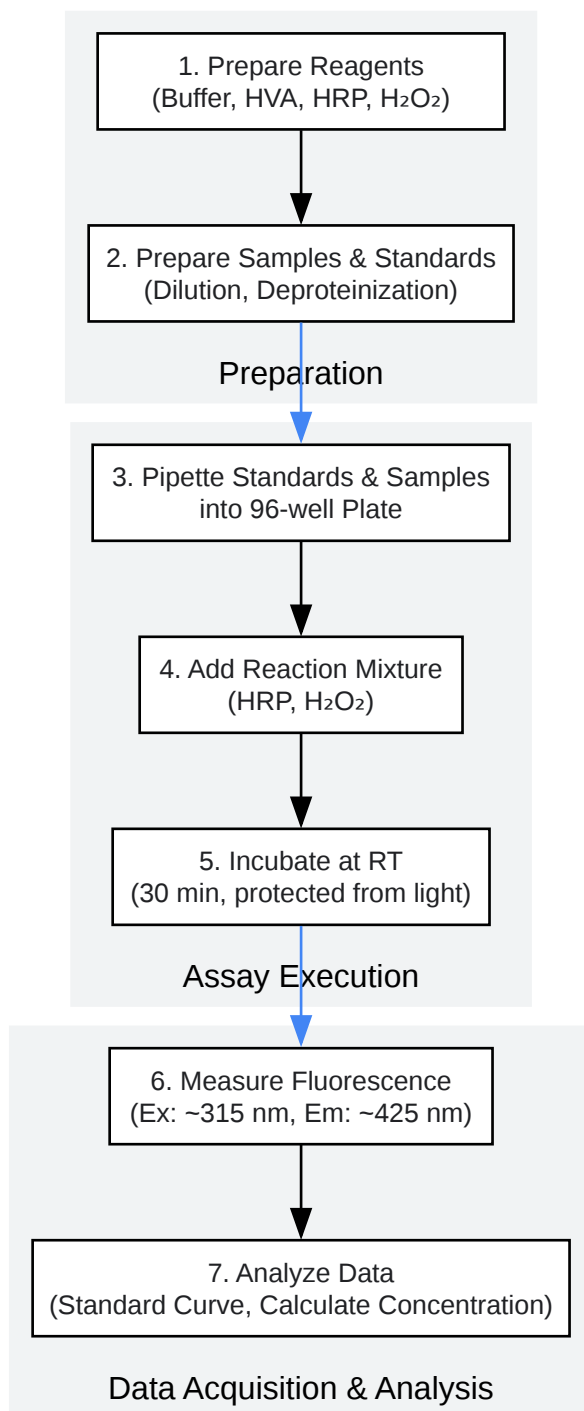 1. Prepare Reagents
(Buffer, HVA, HRP, H₂O₂)
2. Prepare Samples & Standards
(Dilution, Deproteinization)
Preparation
3. Pipette Standards & Samples
into 96-well Plate
4. Add Reaction Mixture
(HRP, H₂O₂)
5. Incubate at RT
(30 min, protected from light)
Assay Execution
6. Measure Fluorescence
(Ex: ~315 nm, Em: ~425 nm)
7. Analyze Data
(Standard Curve, Calculate Concentration)
Data Acquisition & Analysis